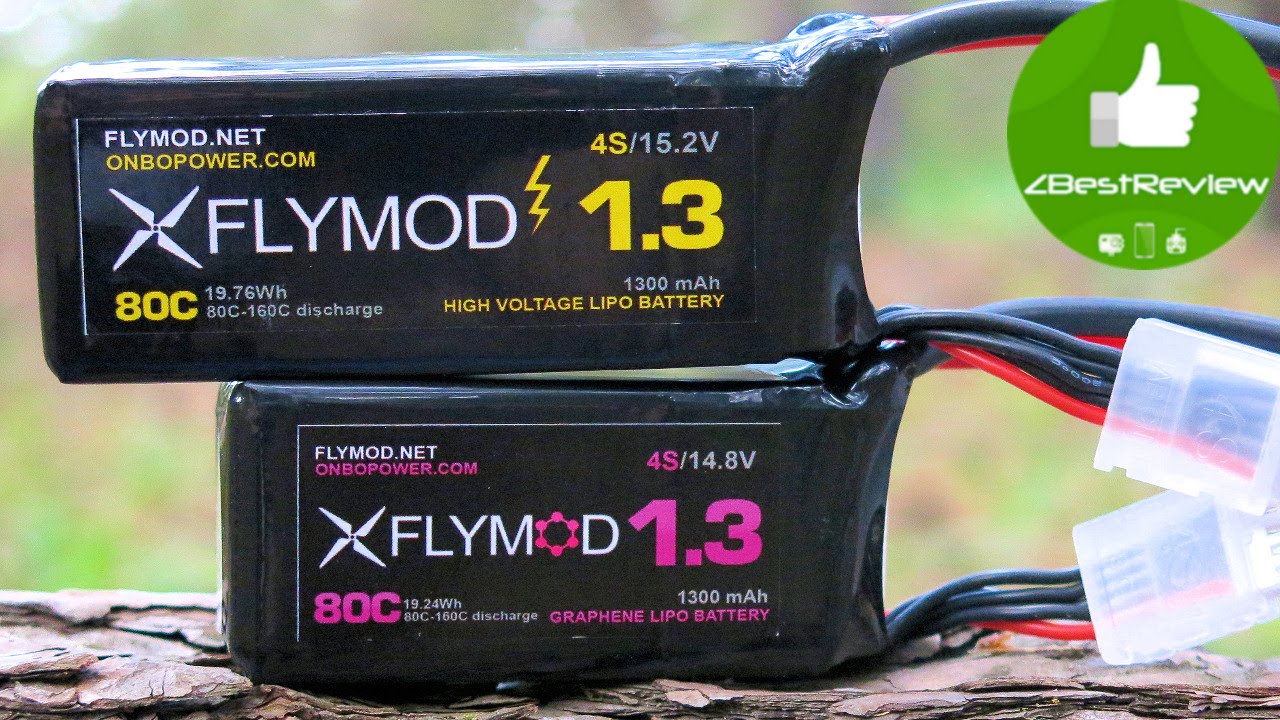 FLYMOD.NET
ONBOPOWER.COM
4S/15.2V
FLYMOD
1.3
80C
19.76Wh
80C-160C discharge
1300 mAh
HIGH VOLTAGE LIPO BATTERY
FLYMOD.NET
ONBOPOWER.COM
4S/14.8V
FLYMOD
1.3
80C
19.24Wh
80C-160C discharge
1300 mAh
GRAPHENE LIPO BATTERY
BestReview